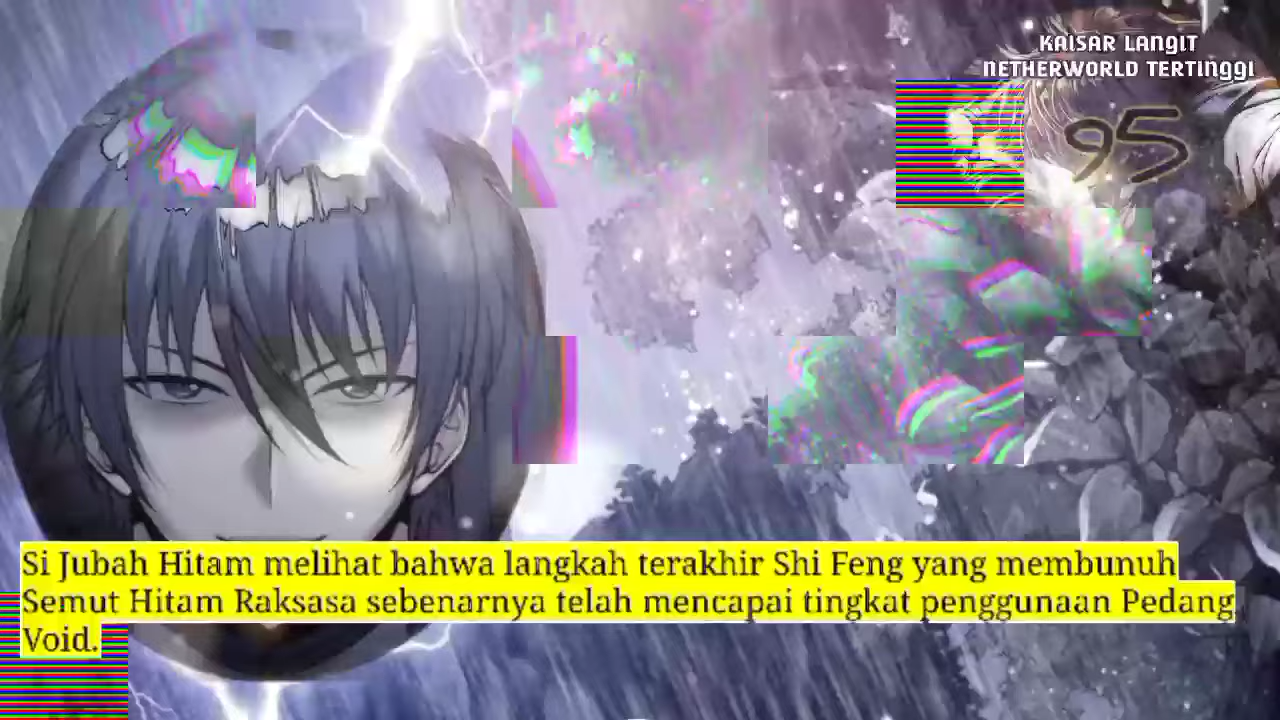 KAISAR LANGIT
NETHERWORLD TERTINGGI
95
Si Jubah Hitam melihat bahwa langkah terakhir Shi Feng yang membunuh
Semut Hitam Raksasa sebenarnya telah mencapai tingkat penggunaan Pedang
Void.